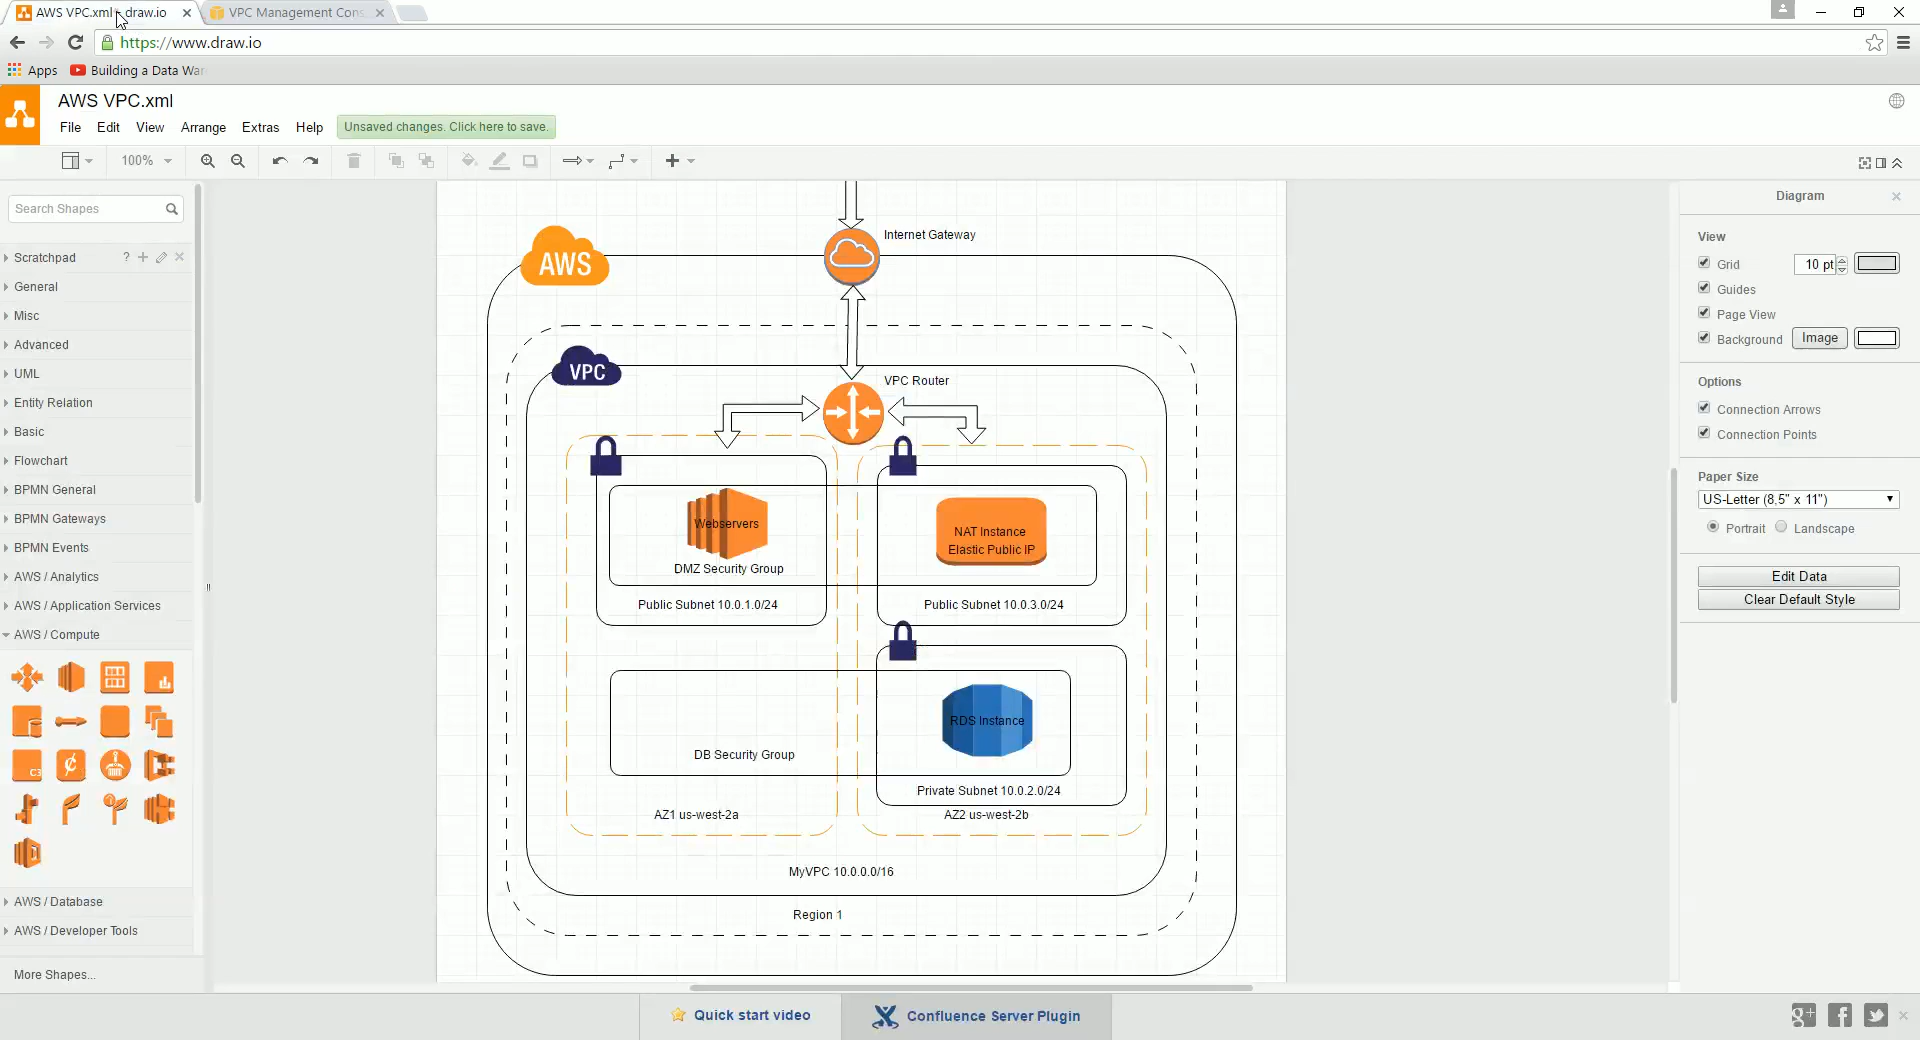 AWS VPC.xml - draw.io
VPC Management Cons
https://www.draw.io
Apps
Building a Data War
AWS VPC.xml
File
Edit
View
Arrange
Extras
Help
Unsaved changes. Click here to save.
100%
Search Shapes
Scratchpad
?
General
Misc
Advanced
UML
Entity Relation
Basic
Flowchart
BPMN General
BPMN Gateways
BPMN Events
AWS / Analytics
AWS / Application Services
AWS / Compute
C3
¢
AWS / Database
AWS / Developer Tools
More Shapes...
Internet Gateway
AWS
VPC
VPC Router
Webservers
DMZ Security Group
Public Subnet 10.0.1.0/24
NAT Instance
Elastic Public IP
Public Subnet 10.0.3.0/24
DB Security Group
RDS Instance
Private Subnet 10.0.2.0/24
AZ1 us-west-2a
AZ2 us-west-2b
MyVPC 10.0.0.0/16
Region 1
Diagram
View
Grid
10 pt
Guides
Page View
Background
Image
Options
Connection Arrows
Connection Points
Paper Size
US-Letter (8,5" x 11")
Portrait
Landscape
Edit Data
Clear Default Style
Quick start video
Confluence Server Plugin